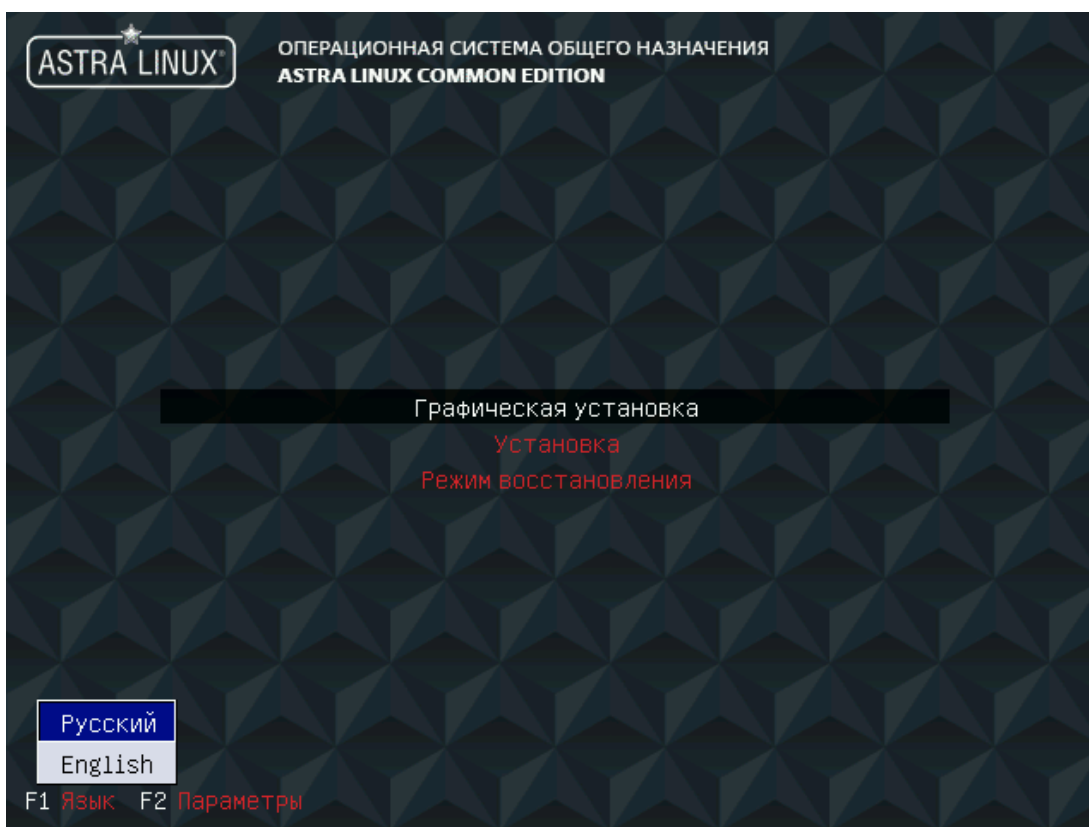 ASTRA LINUX®
ОПЕРАЦИОННАЯ СИСТЕМА ОБЩЕГО НАЗНАЧЕНИЯ
ASTRA LINUX COMMON EDITION
Графическая установка
Установка
Режим восстановления
Русский
English
F1 Язык F2 Параметры